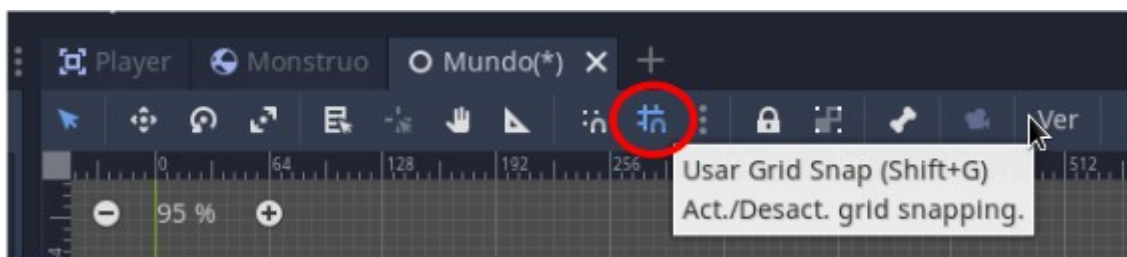 Player Monstruo Mundo(*)
Ver
0 64 128 192 256 512
Usar Grid Snap (Shift+G)
95 % Act./Desact. grid snapping.